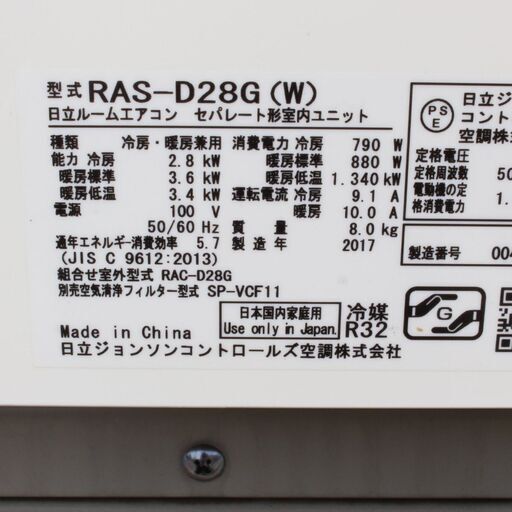 型式 RAS-D28G(W)
日立ルームエアコン セパレート形室内ユニット
種類 冷房・暖房兼用
能力 冷房 2.8 kW
暖房標準 3.6 kW
暖房低温 3.4 kW
電源 100 V
50/60 Hz
通年エネルギー消費効率 5.7
(JIS C 9612:2013)
消費電力 冷房 790 W
暖房標準 880 W
暖房低温 1.340 kW
運転電流 冷房 9.1 A
暖房 10.0 A
質量 8.0 kg
製造年 2017
組合せ室外型式 RAC-D28G
別売空気清浄フィルター型式 SP-VCF11
日本国内家庭用
Use only in Japan.
冷媒
R32
G
Made in China
日立ジョンソンコントロールズ空調株式会社
PS
E
日立ジ
コント
空調株式
定格電圧
定格周波数 50
電動機の定
格消費電力 1.
製造番号 004